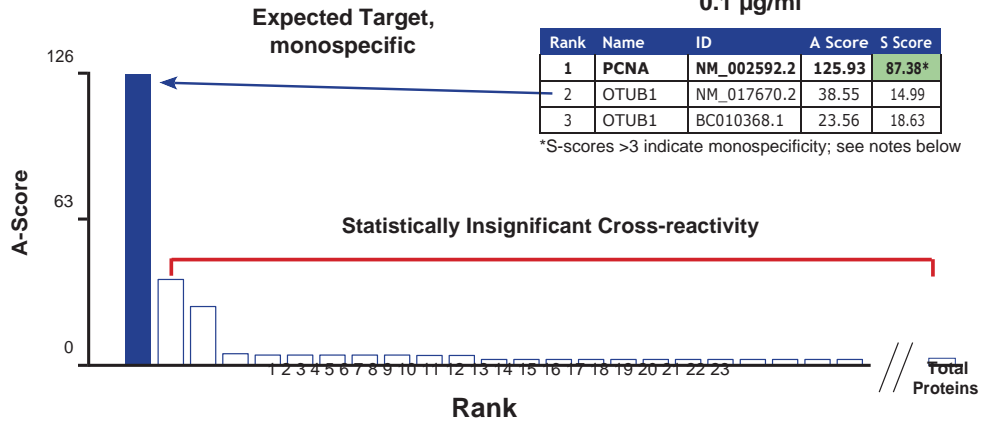 0.1 µg/ml
Expected Target,
monospecific
Rank Name ID A Score S Score
1 PCNA NM_002592.2 125.93 87.38*
2 OTUB1 NM_017670.2 38.55 14.99
3 OTUB1 BC010368.1 23.56 18.63
*S-scores >3 indicate monospecificity; see notes below
126
63
0
A-Score
Statistically Insignificant Cross-reactivity
1 2 3 4 5 6 7 8 9 10 11 12 13 14 15 16 17 18 19 20 21 22 23
Total
Proteins
Rank